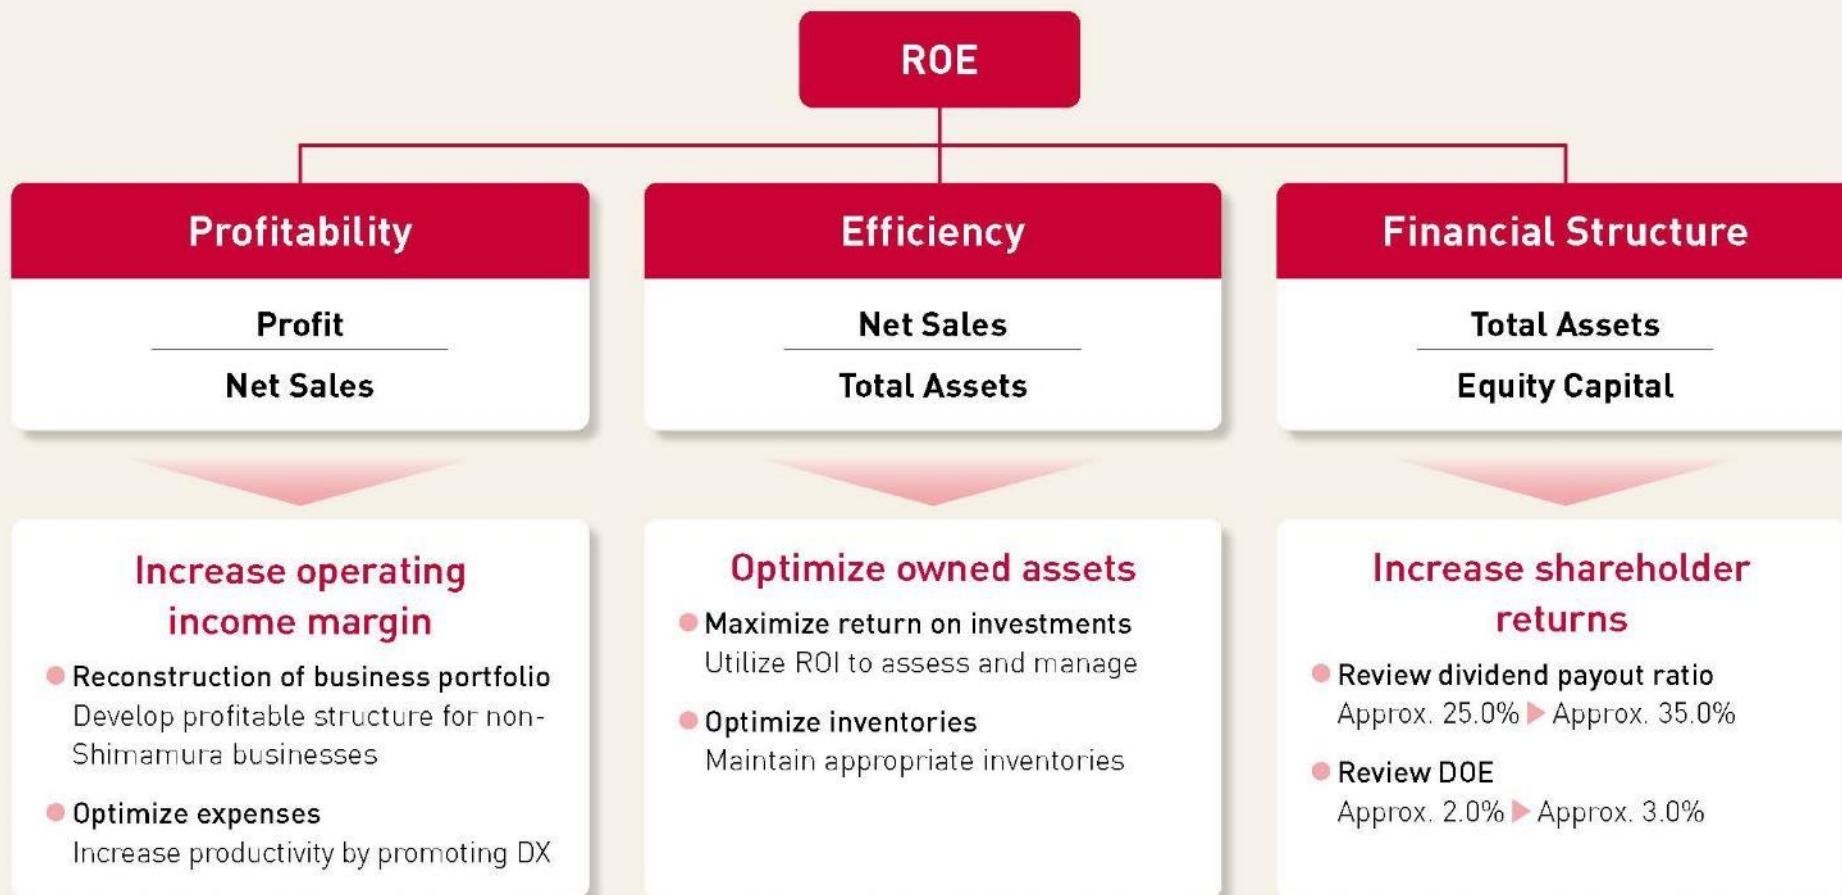 ROE
Profitability
Profit
Net Sales
Increase operating
income margin
● Reconstruction of business portfolio
Develop profitable structure for non-
Shimamura businesses
● Optimize expenses
Increase productivity by promoting DX
Efficiency
Net Sales
Total Assets
Optimize owned assets
● Maximize return on investments
Utilize ROI to assess and manage
● Optimize inventories
Maintain appropriate inventories
Financial Structure
Total Assets
Equity Capital
Increase shareholder
returns
● Review dividend payout ratio
Approx. 25.0% ▶ Approx. 35.0%
● Review DOE
Approx. 2.0% ▶ Approx. 3.0%